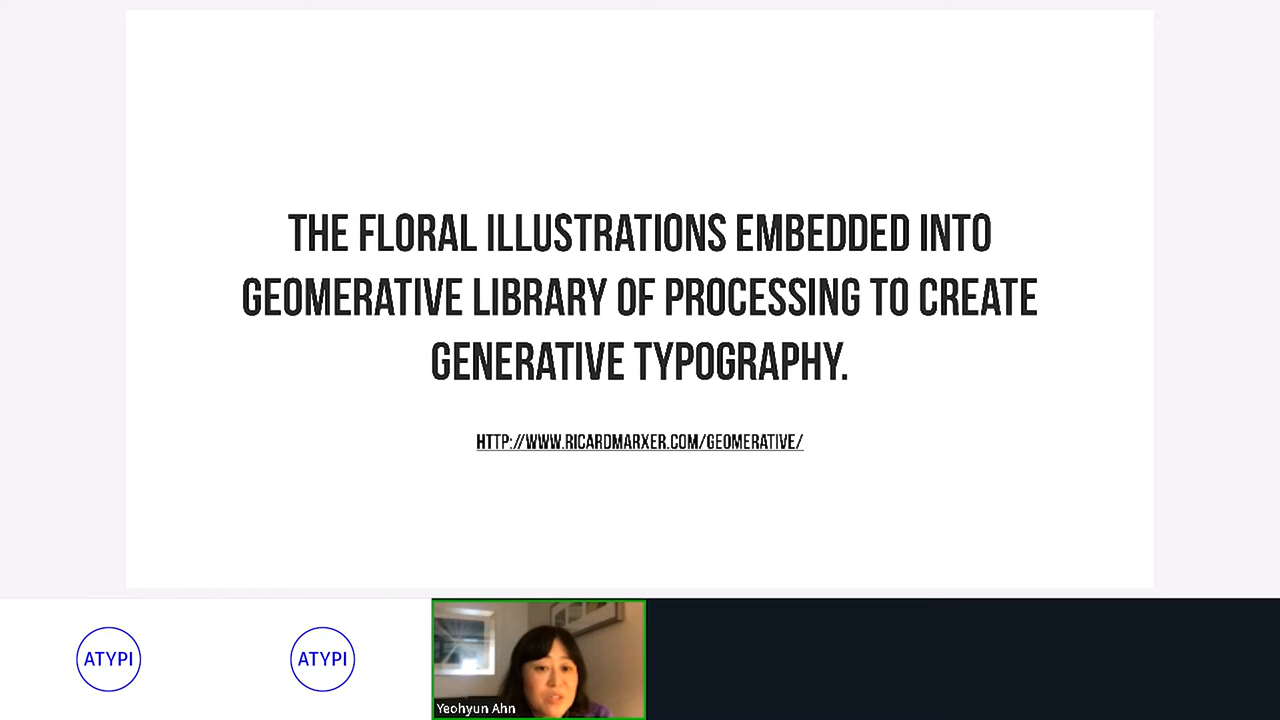 THE FLORAL ILLUSTRATIONS EMBEDDED INTO
GEOMERATIVE LIBRARY OF PROCESSING TO CREATE
GENERATIVE TYPOGRAPHY.
HTTP://WWW.RICARDMARXER.COM/GEOMERATIVE/
ATYPI
ATYPI
Yeohyun Ahn